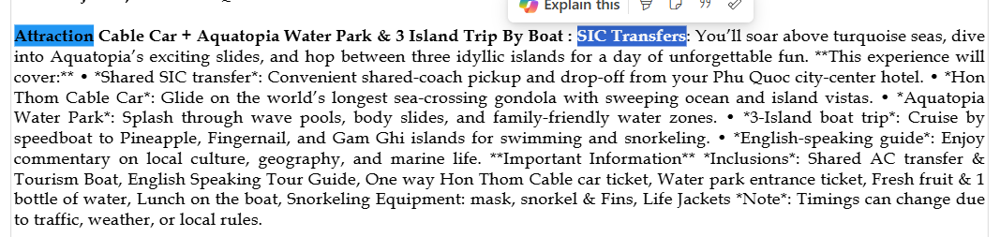 Explain this
Attraction Cable Car + Aquatopia Water Park & 3 Island Trip By Boat : SIC Transfers: You’ll soar above turquoise seas, dive
into Aquatopia’s exciting slides, and hop between three idyllic islands for a day of unforgettable fun. **This experience will
cover:** • *Shared SIC transfer*: Convenient shared-coach pickup and drop-off from your Phu Quoc city-center hotel. • *Hon
Thom Cable Car*: Glide on the world’s longest sea-crossing gondola with sweeping ocean and island vistas. • *Aquatopia
Water Park*: Splash through wave pools, body slides, and family-friendly water zones. • *3-Island boat trip*: Cruise by
speedboat to Pineapple, Fingernail, and Gam Ghi islands for swimming and snorkeling. • *English-speaking guide*: Enjoy
commentary on local culture, geography, and marine life. **Important Information** *Inclusions*: Shared AC transfer &
Tourism Boat, English Speaking Tour Guide, One way Hon Thom Cable car ticket, Water park entrance ticket, Fresh fruit & 1
bottle of water, Lunch on the boat, Snorkeling Equipment: mask, snorkel & Fins, Life Jackets *Note*: Timings can change due
to traffic, weather, or local rules.